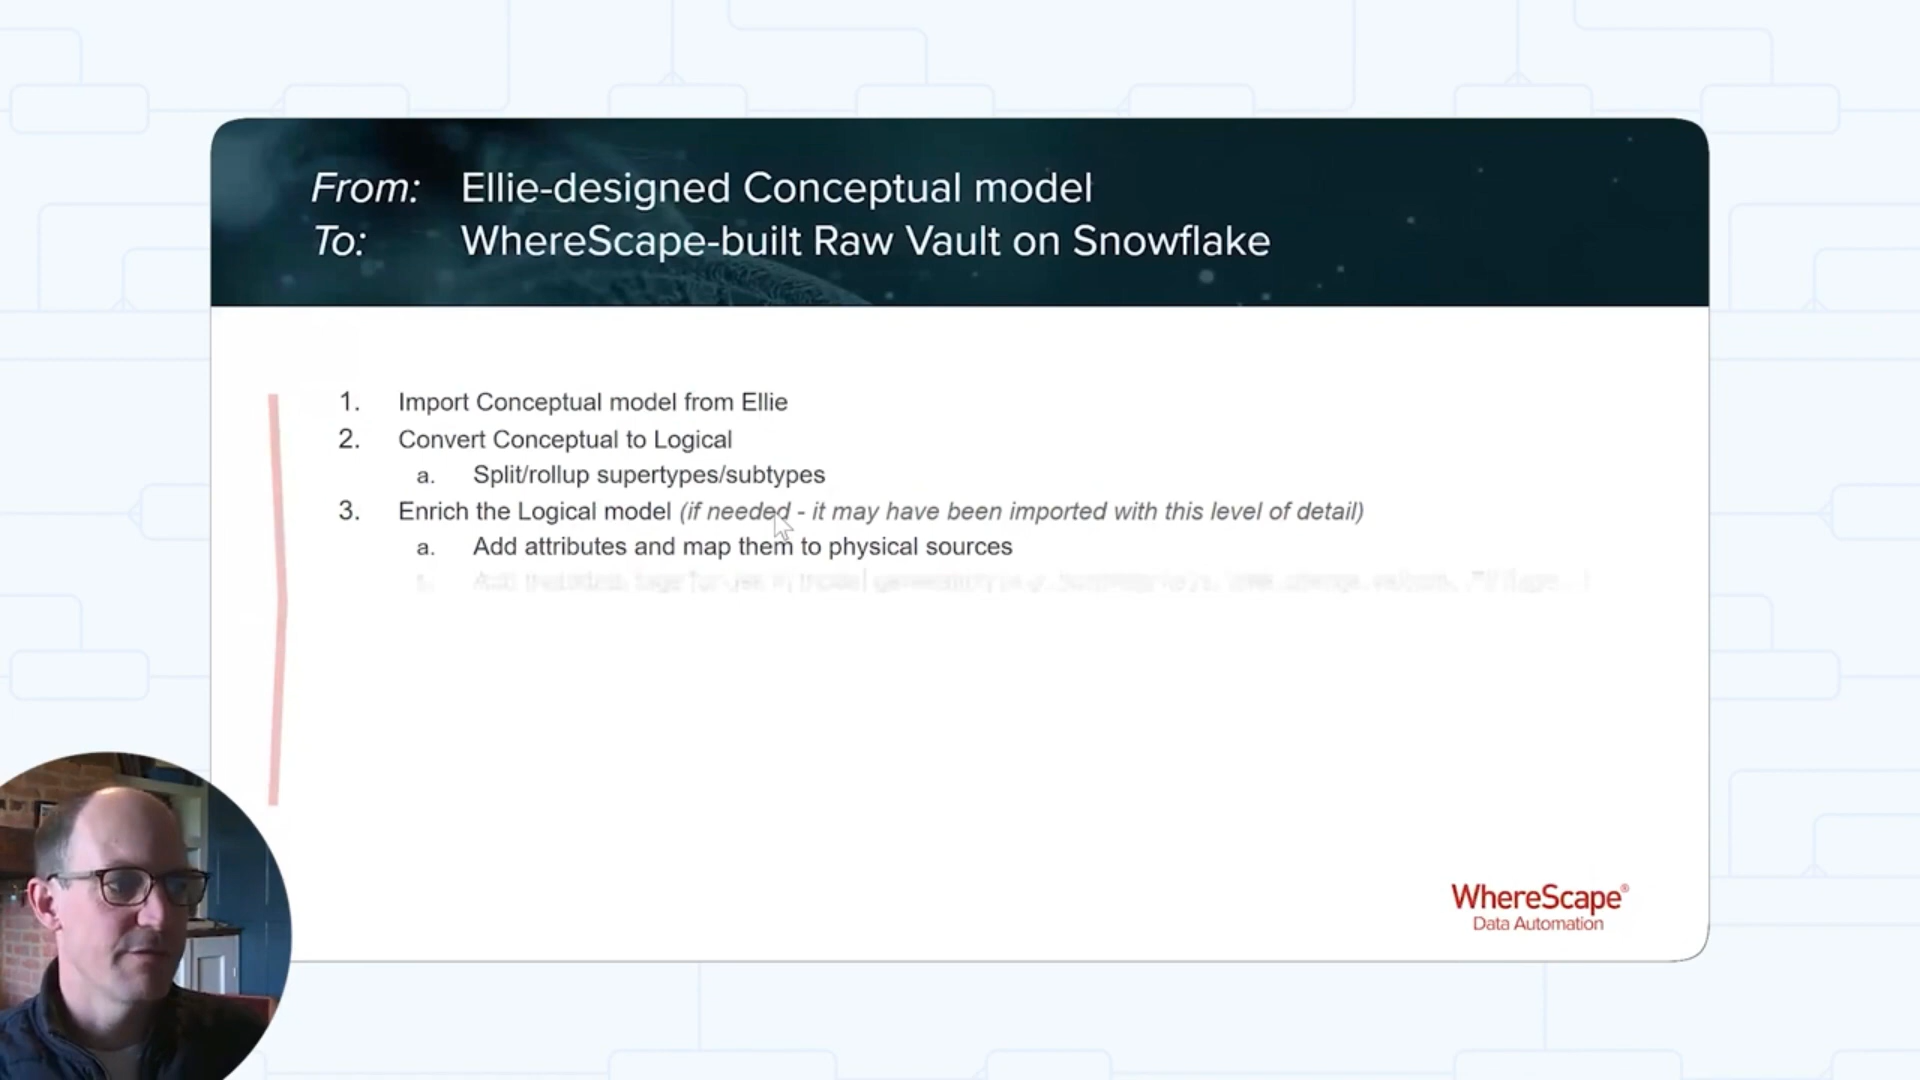 From: Ellie-designed Conceptual model
To: WhereScape-built Raw Vault on Snowflake
1. Import Conceptual model from Ellie
2. Convert Conceptual to Logical
a. Split/rollup supertypes/subtypes
3. Enrich the Logical model (if needed - it may have been imported with this level of detail)
a. Add attributes and map them to physical sources
WhereScape®
Data Automation